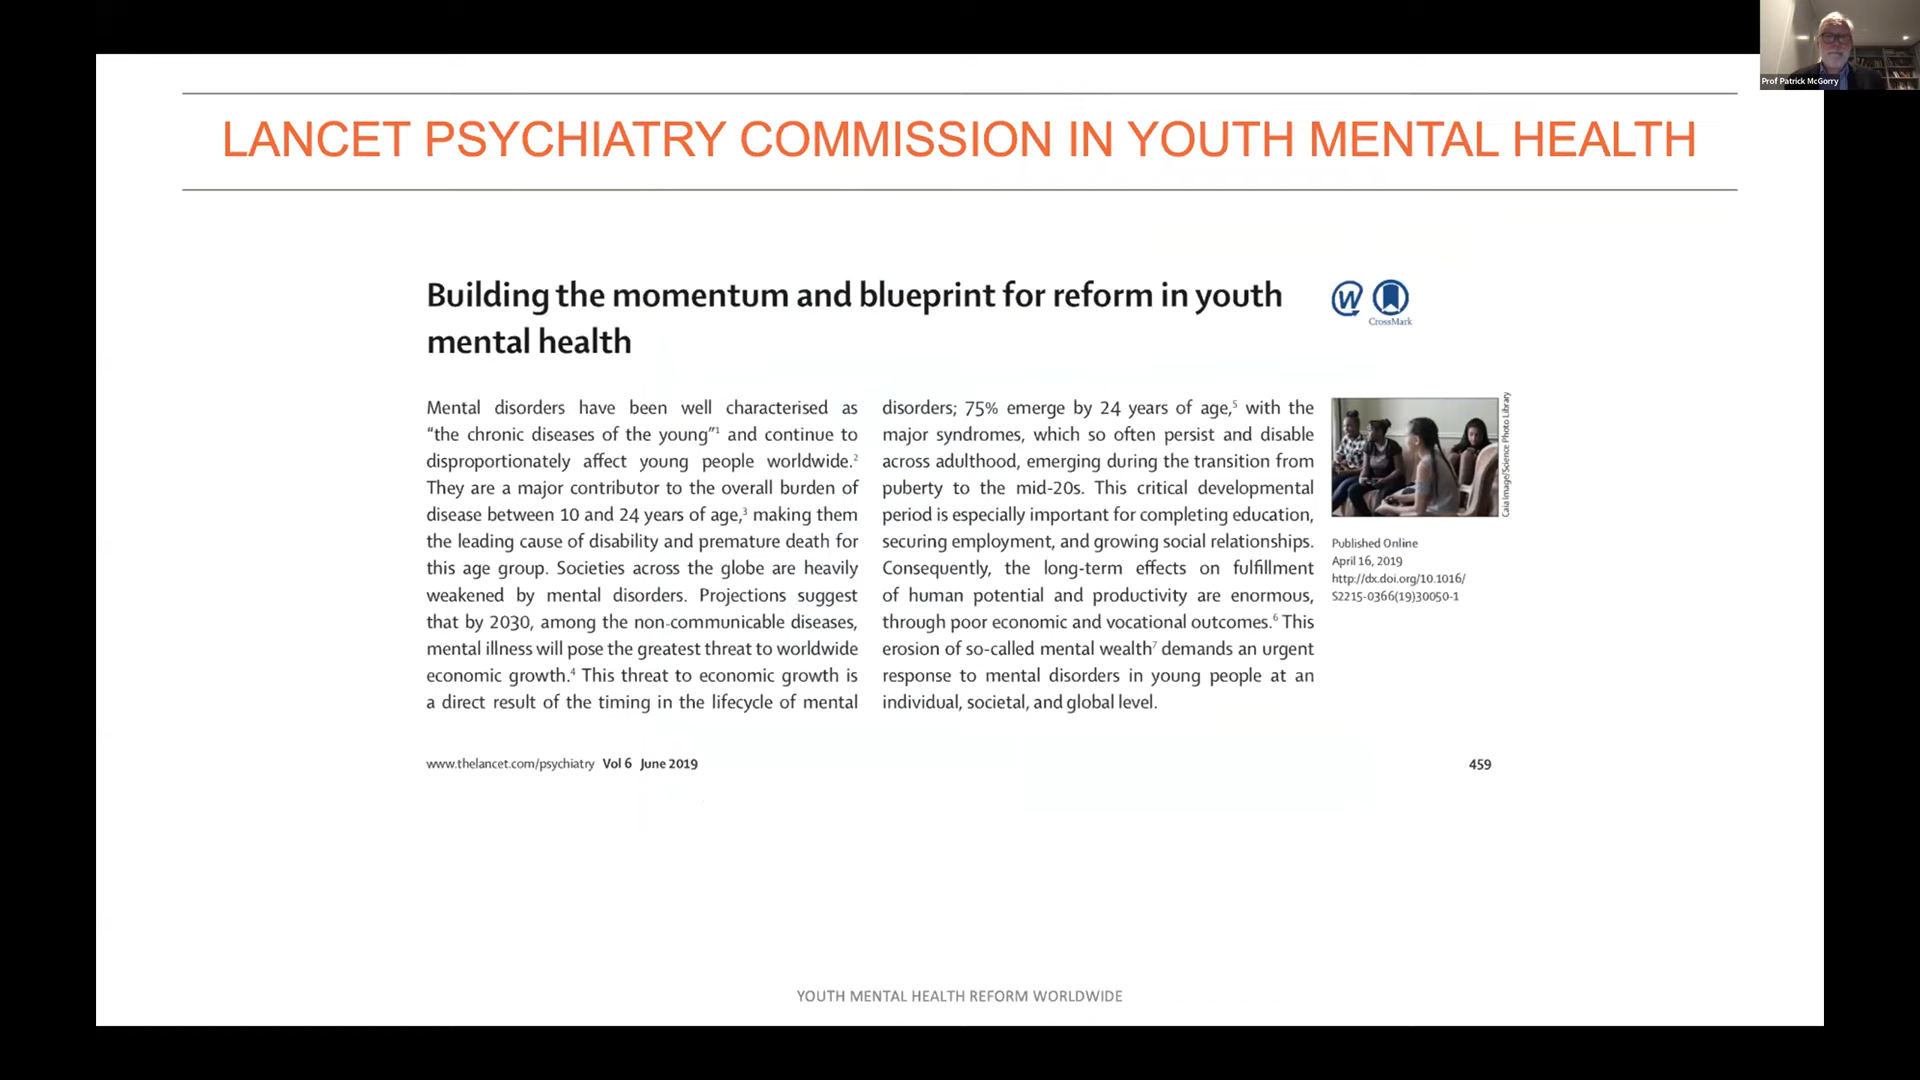 Prof Patrick McGorry
LANCET PSYCHIATRY COMMISSION IN YOUTH MENTAL HEALTH
Building the momentum and blueprint for reform in youth
mental health
W
CrossMark
Mental disorders have been well characterised as
“the chronic diseases of the young”¹ and continue to
disproportionately affect young people worldwide.²
They are a major contributor to the overall burden of
disease between 10 and 24 years of age,³ making them
the leading cause of disability and premature death for
this age group. Societies across the globe are heavily
weakened by mental disorders. Projections suggest
that by 2030, among the non-communicable diseases,
mental illness will pose the greatest threat to worldwide
economic growth.⁴ This threat to economic growth is
a direct result of the timing in the lifecycle of mental
disorders; 75% emerge by 24 years of age,⁵ with the
major syndromes, which so often persist and disable
across adulthood, emerging during the transition from
puberty to the mid-20s. This critical developmental
period is especially important for completing education,
securing employment, and growing social relationships.
Consequently, the long-term effects on fulfillment
of human potential and productivity are enormous,
through poor economic and vocational outcomes.⁶ This
erosion of so-called mental wealth⁷ demands an urgent
response to mental disorders in young people at an
individual, societal, and global level.
Caia Image/Science Photo Library
Published Online
April 16, 2019
http://dx.doi.org/10.1016/
S2215-0366(19)30050-1
www.thelancet.com/psychiatry Vol 6 June 2019
459
YOUTH MENTAL HEALTH REFORM WORLDWIDE